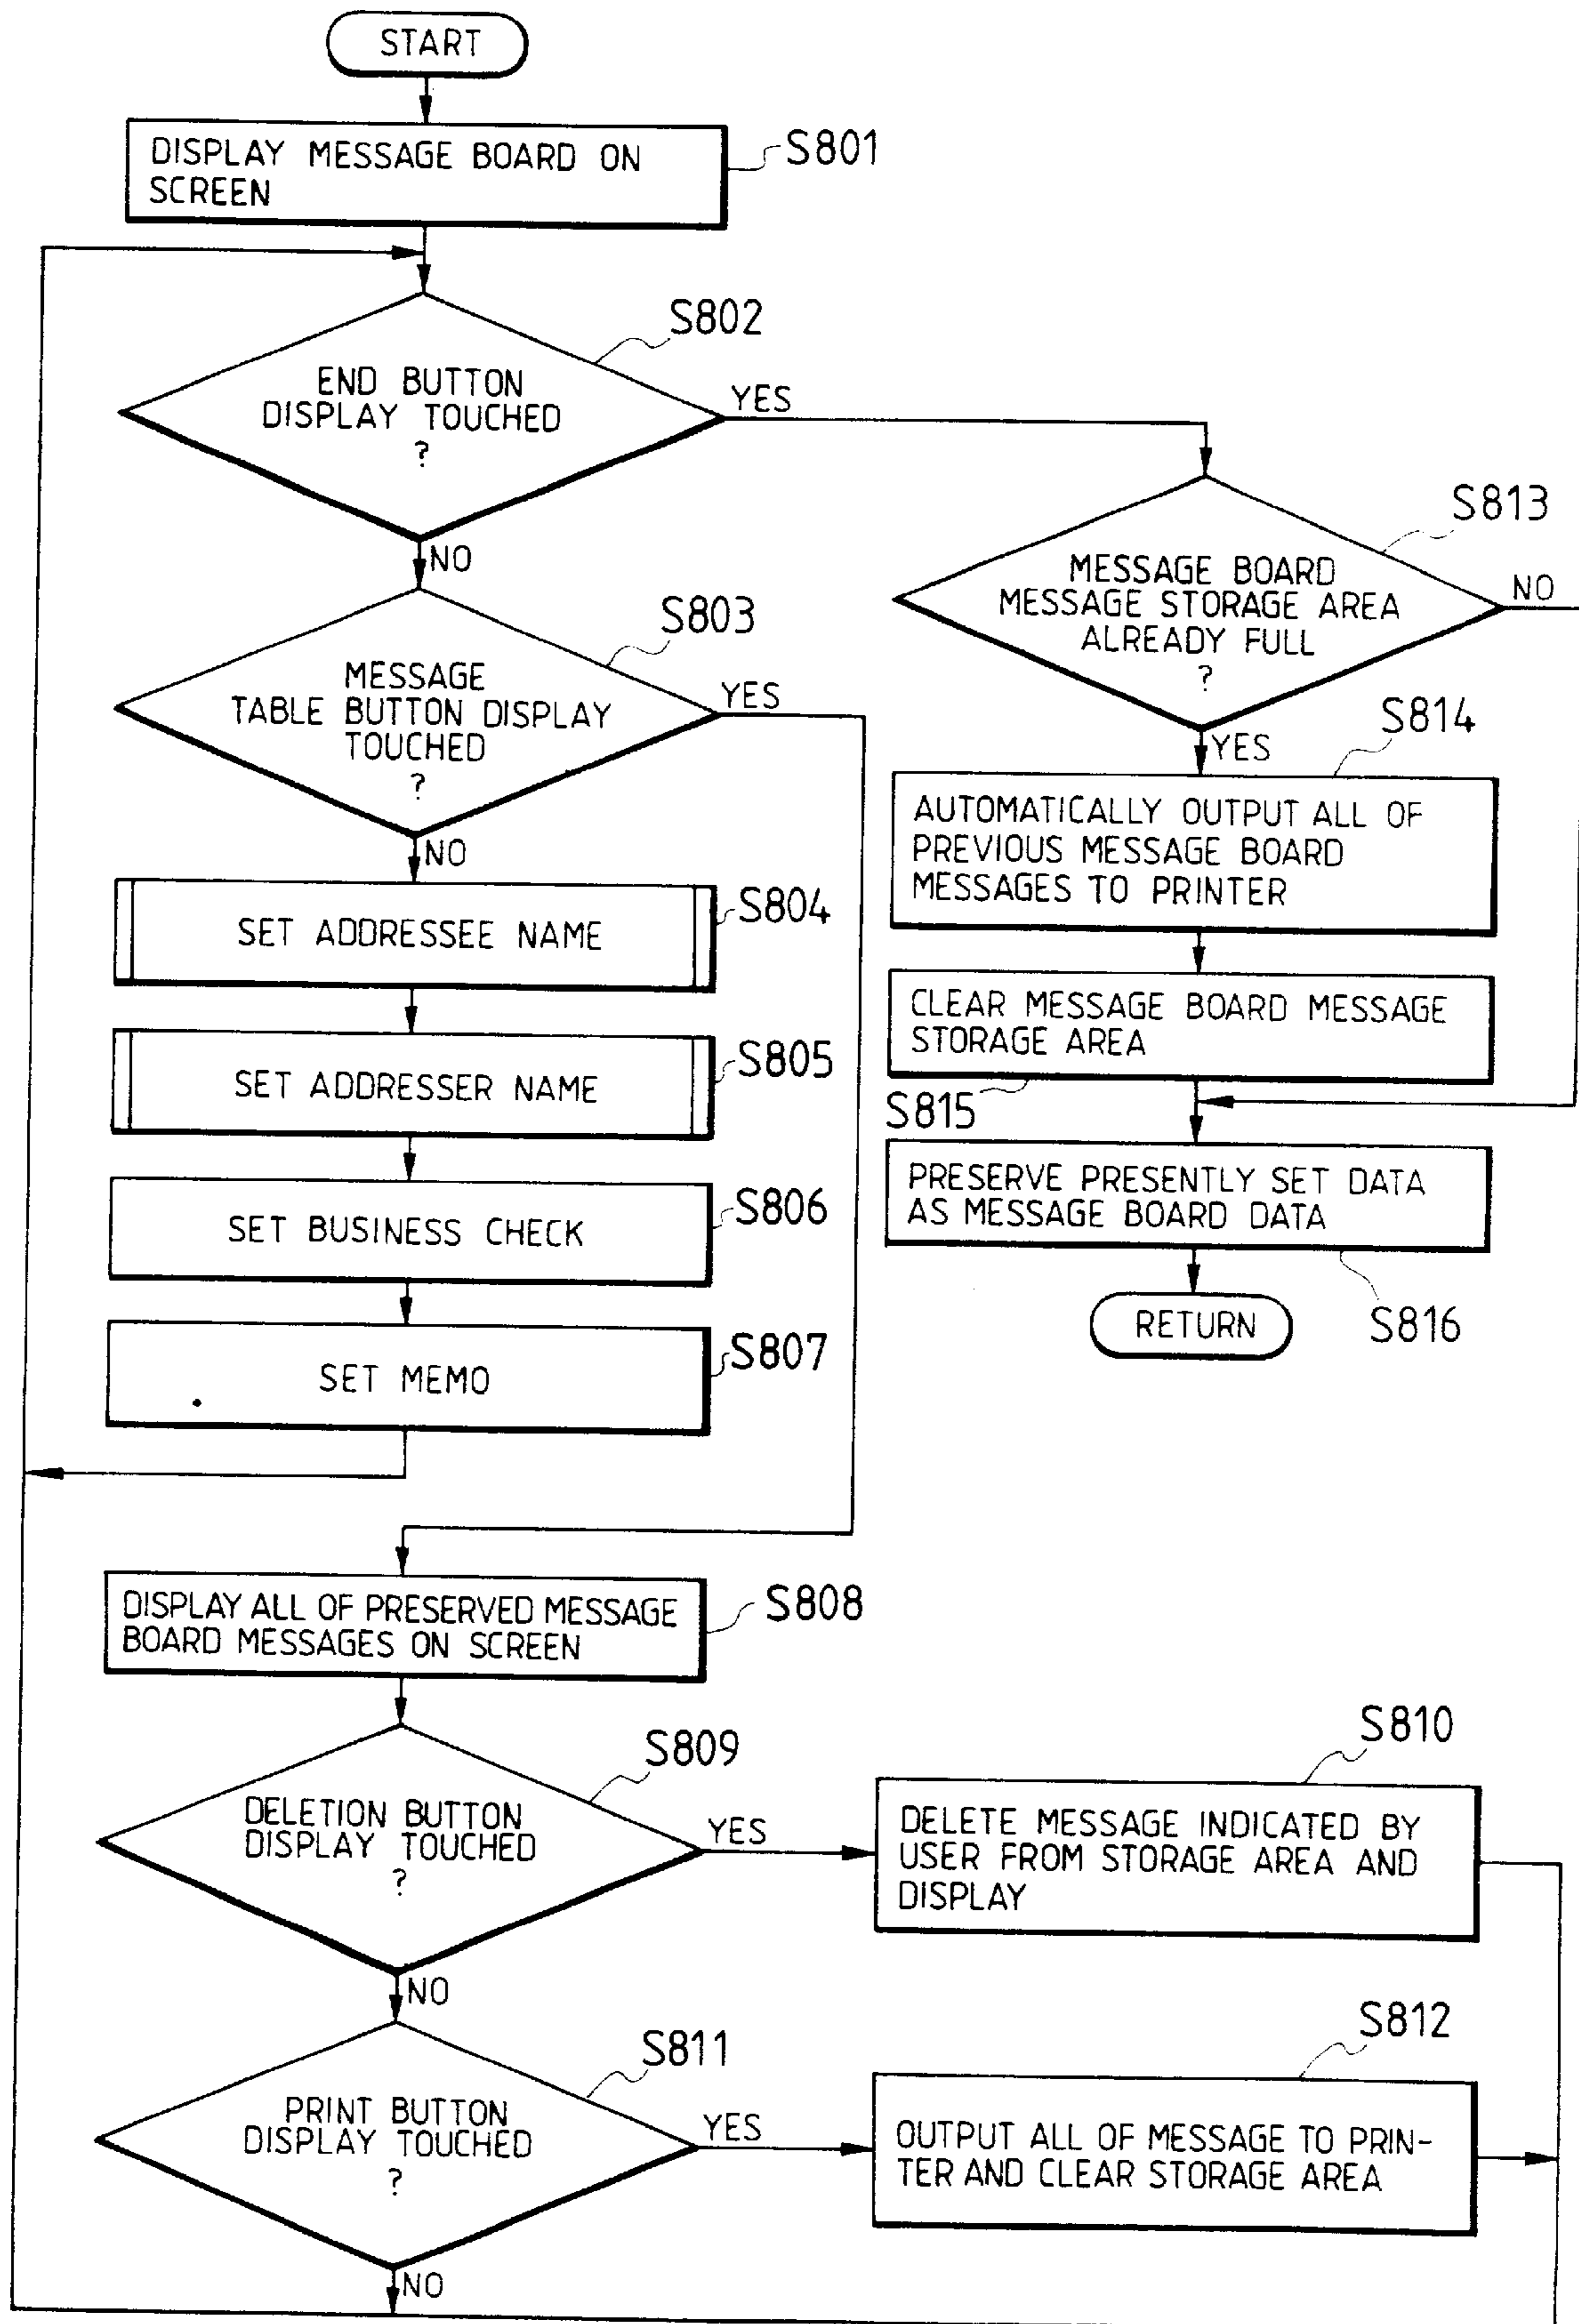 START
DISPLAY MESSAGE BOARD ON
SCREEN
S801
S802
END BUTTON
DISPLAY TOUCHED
?
YES
NO
S803
MESSAGE
TABLE BUTTON DISPLAY
TOUCHED
?
YES
NO
SET ADDRESSEE NAME
S804
SET ADDRESSER NAME
S805
SET BUSINESS CHECK
S806
SET MEMO
S807
S813
MESSAGE BOARD
MESSAGE STORAGE AREA
ALREADY FULL
?
NO
YES
S814
AUTOMATICALLY OUTPUT ALL OF
PREVIOUS MESSAGE BOARD
MESSAGES TO PRINTER
CLEAR MESSAGE BOARD MESSAGE
STORAGE AREA
S815
PRESERVE PRESENTLY SET DATA
AS MESSAGE BOARD DATA
S816
RETURN
DISPLAY ALL OF PRESERVED MESSAGE
BOARD MESSAGES ON SCREEN
S808
S809
DELETION BUTTON
DISPLAY TOUCHED
?
YES
NO
S810
DELETE MESSAGE INDICATED BY
USER FROM STORAGE AREA AND
DISPLAY
S811
PRINT BUTTON
DISPLAY TOUCHED
?
YES
NO
S812
OUTPUT ALL OF MESSAGE TO PRIN-
TER AND CLEAR STORAGE AREA